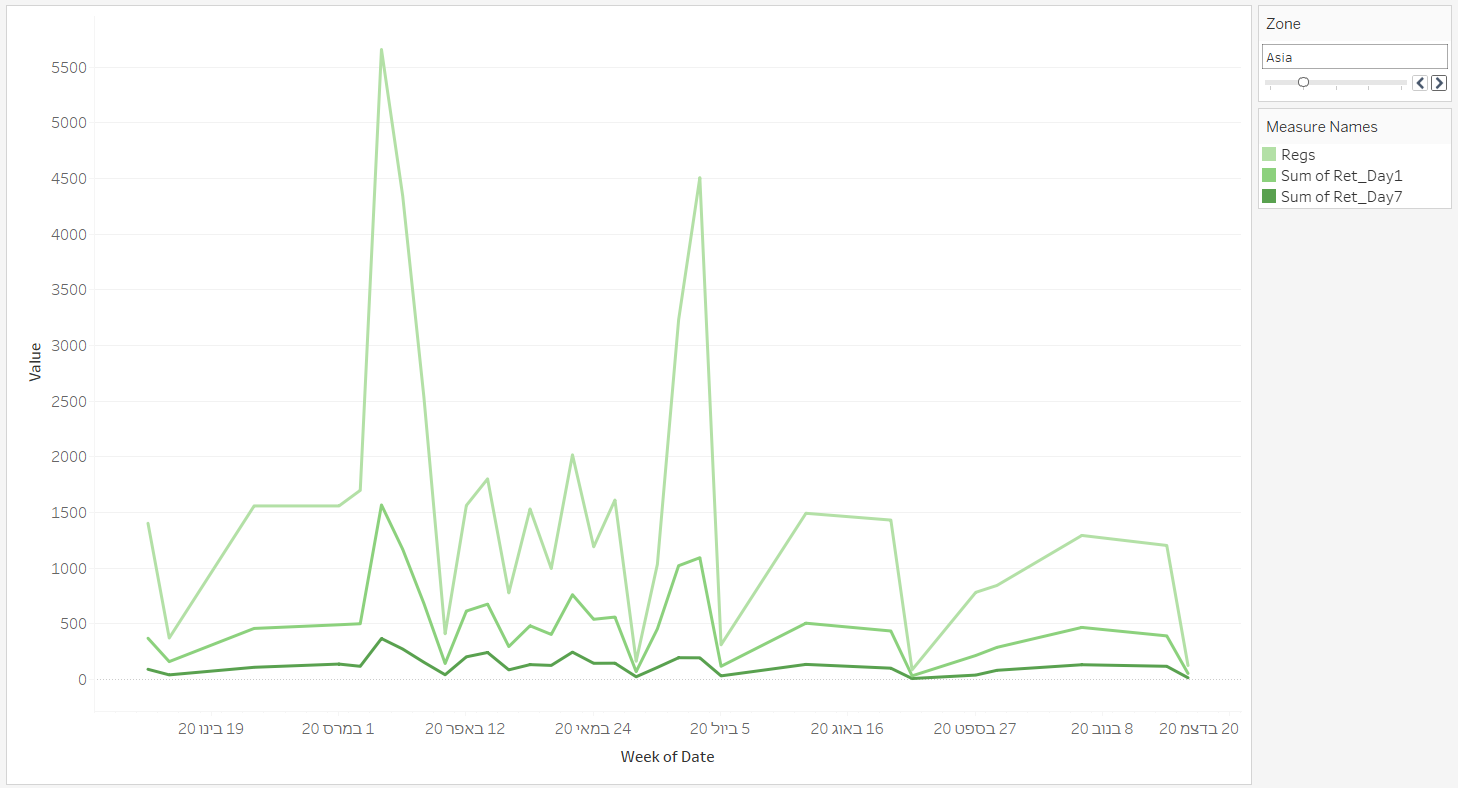 5500
5000
4500
4000
3500
3000
2500
2000
1500
1000
500
0
Value
19 בינו 20
1 במרס 20
12 באפר 20
24 במאי 20
5 ביול 20
16 באוג 20
27 בספט 20
8 בנוב 20
20 בדצמ 20
Week of Date
Zone
Asia
Measure Names
Regs
Sum of Ret_Day1
Sum of Ret_Day7